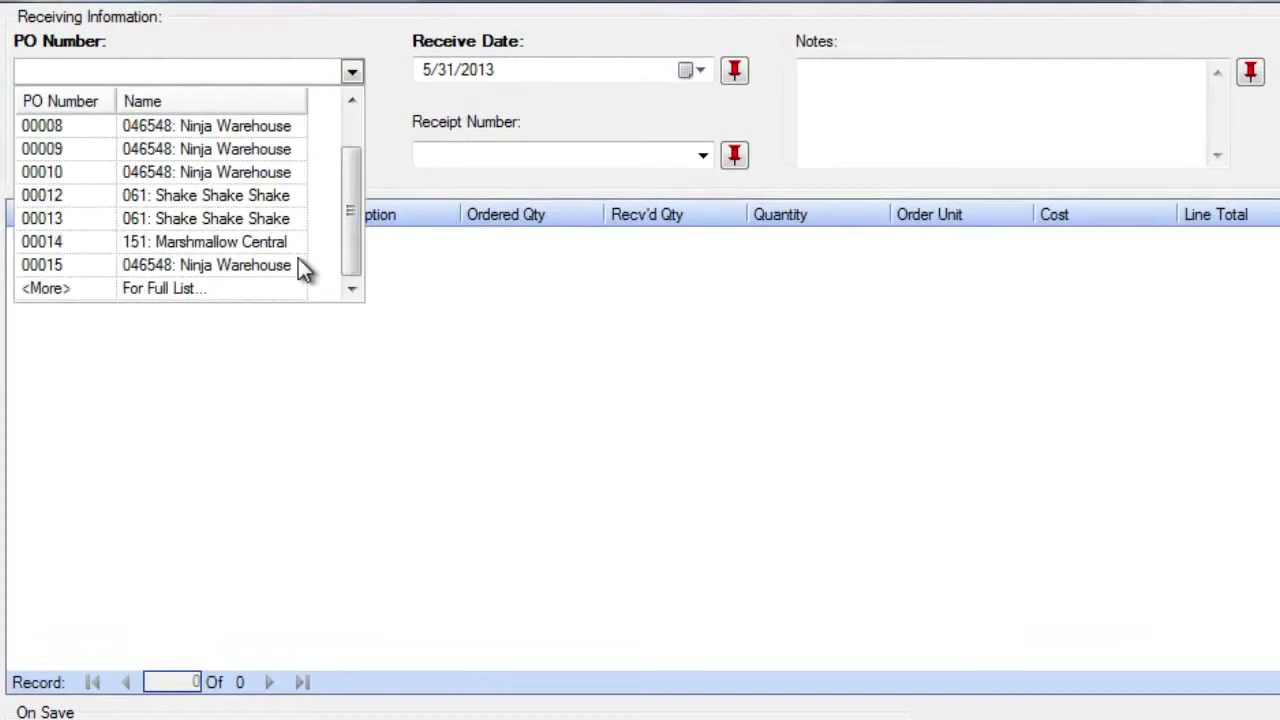 Receiving Information:
PO Number:
Receive Date:
Notes:
5/31/2013
PO Number Name
00008 046548: Ninja Warehouse
00009 046548: Ninja Warehouse
00010 046548: Ninja Warehouse
00012 061: Shake Shake Shake
00013 061: Shake Shake Shake
00014 151: Marshmallow Central
00015 046548: Ninja Warehouse
<More> For Full List...
Receipt Number:
ption Ordered Qty Recv'd Qty Quantity Order Unit Cost Line Total
Record: 0 Of 0
On Save